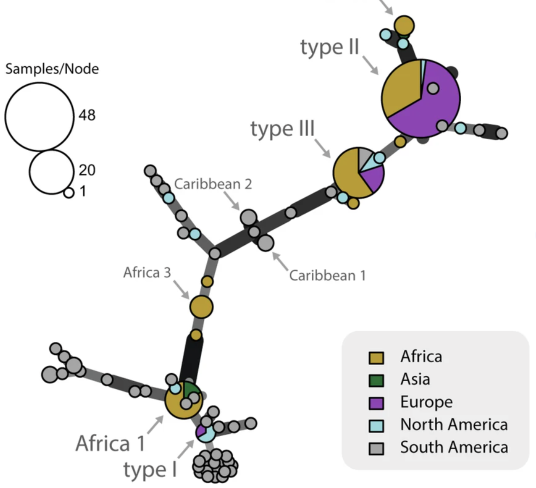 type II
Samples/Node
48
type III
20
1
Caribbean 2
Africa 3
Caribbean 1
Africa
Asia
Europe
North America
South America
Africa 1
type I